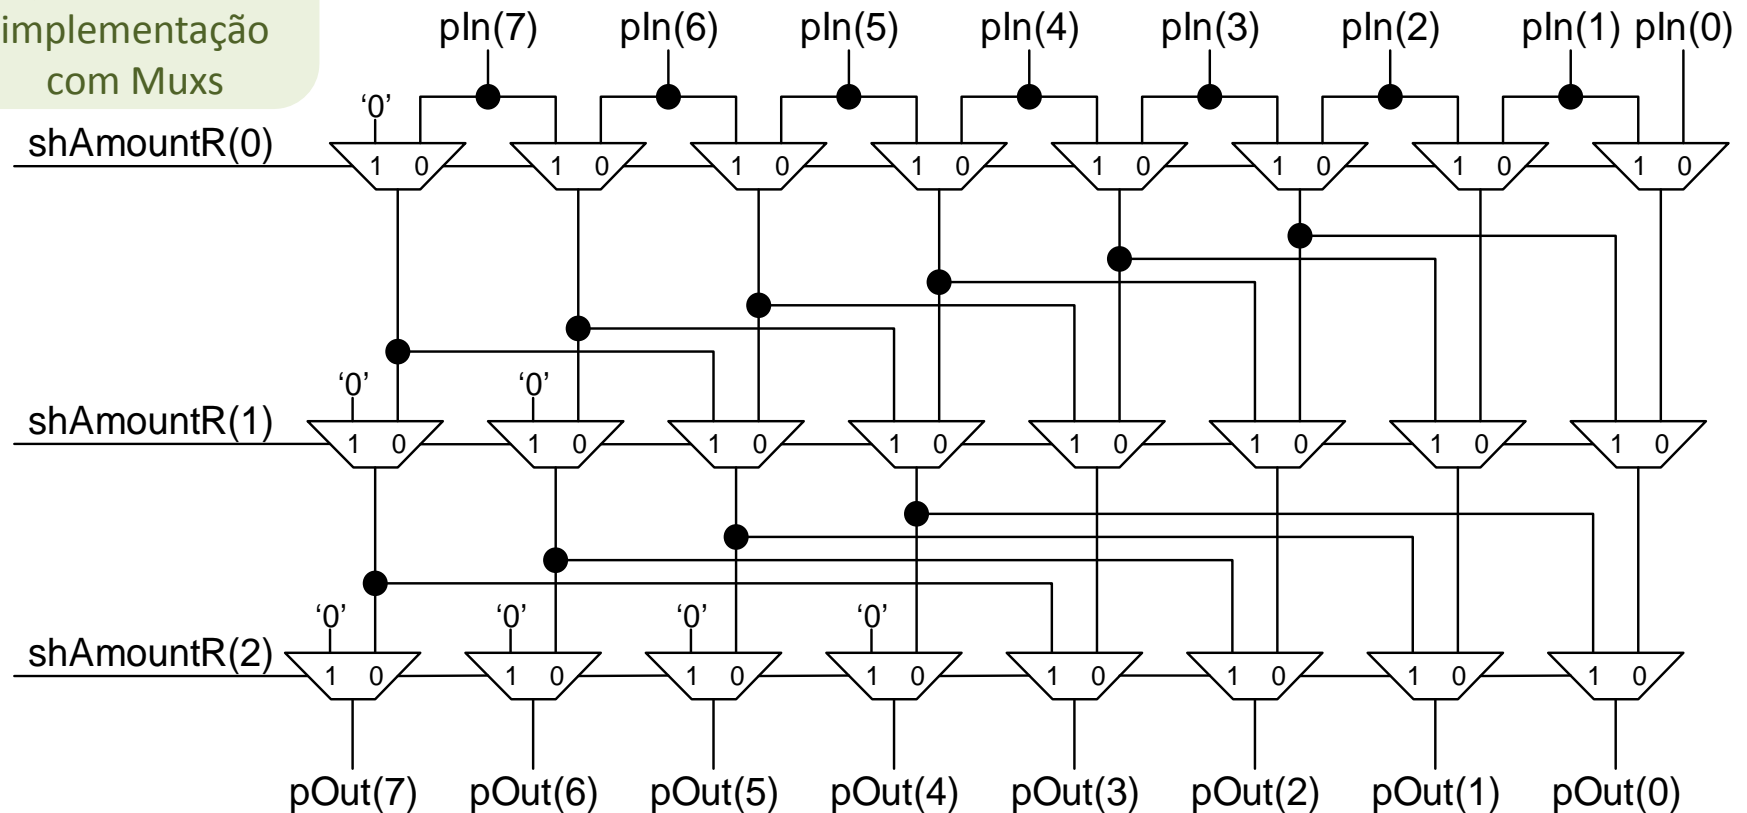 implementação
com Muxs
pIn(7) pIn(6) pIn(5) pIn(4) pIn(3) pIn(2) pIn(1) pIn(0)
‘0’
shAmountR(0)
1 0 1 0 1 0 1 0 1 0 1 0 1 0 1 0
‘0’ ‘0’
shAmountR(1)
1 0 1 0 1 0 1 0 1 0 1 0 1 0 1 0
‘0’ ‘0’ ‘0’ ‘0’
shAmountR(2)
1 0 1 0 1 0 1 0 1 0 1 0 1 0 1 0
pOut(7) pOut(6) pOut(5) pOut(4) pOut(3) pOut(2) pOut(1) pOut(0)